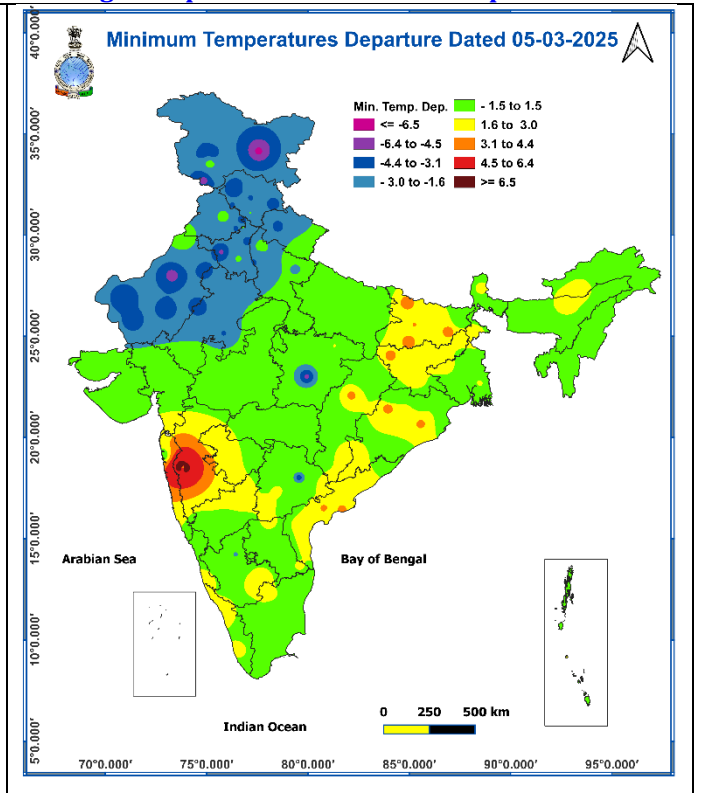 Minimum Temperatures Departure Dated 05-03-2025
Min. Temp. Dep.
<= -6.5
-6.4 to -4.5
-4.4 to -3.1
- 3.0 to -1.6
- 1.5 to 1.5
1.6 to 3.0
3.1 to 4.4
4.5 to 6.4
>= 6.5
40°0.000'
35°0.000'
30°0.000'
25°0.000'
20°0.000'
15°0.000'
10°0.000'
5°0.000'
Arabian Sea
Bay of Bengal
Indian Ocean
0 250 500 km
70°0.000' 75°0.000' 80°0.000' 85°0.000' 90°0.000' 95°0.000'